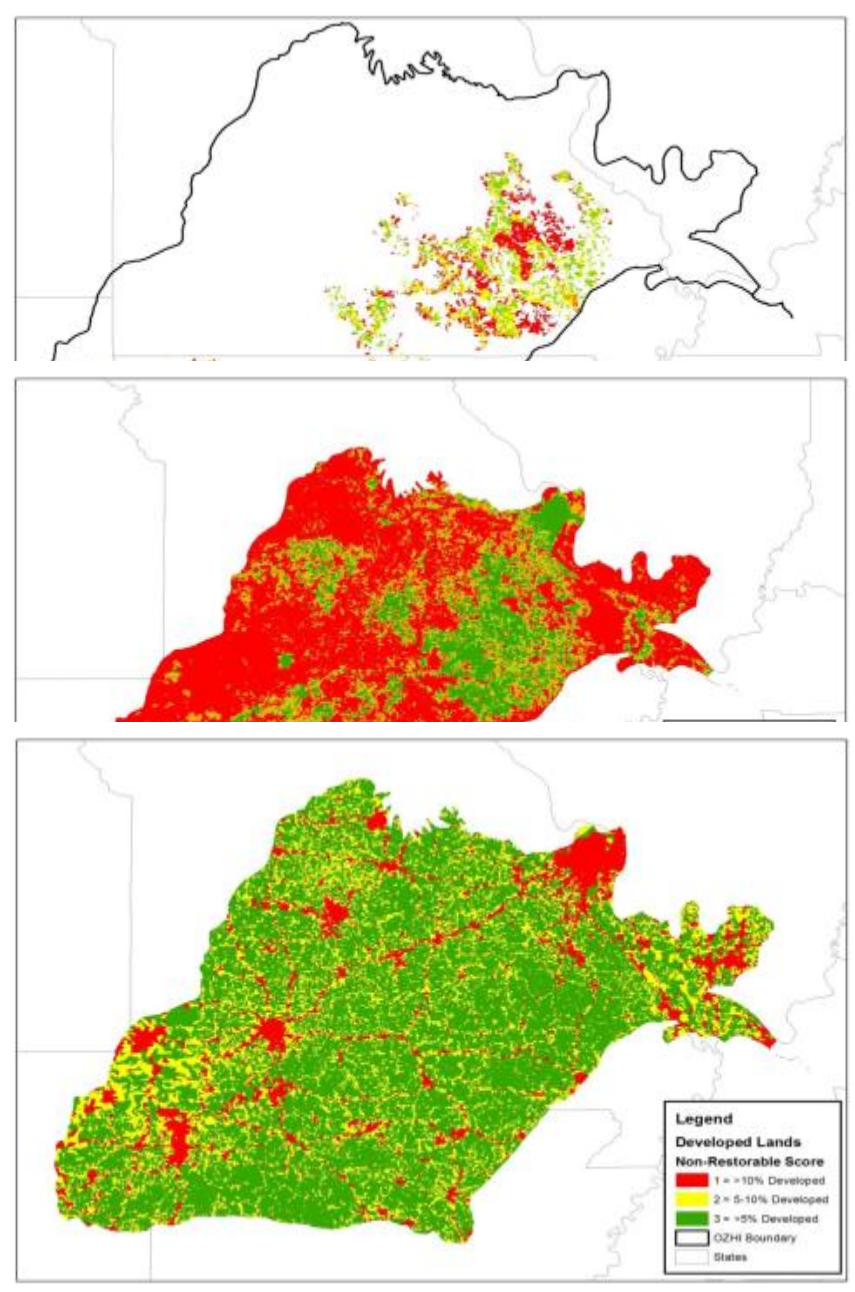 Legend
Developed Lands
Non-Restorable Score
1 = >10% Developed
2 = 5-10% Developed
3 = >5% Developed
OZHI Boundary
States